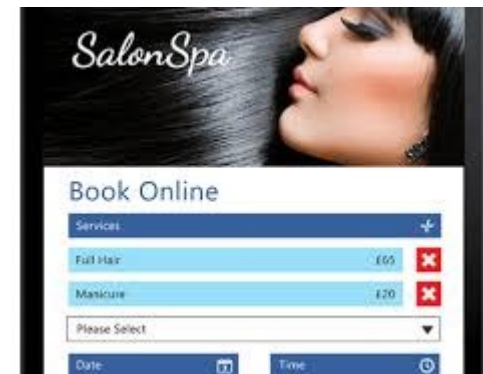 SalonSpa
Book Online
Services
Full Hair £65
Manicure £20
Please Select
Date Time